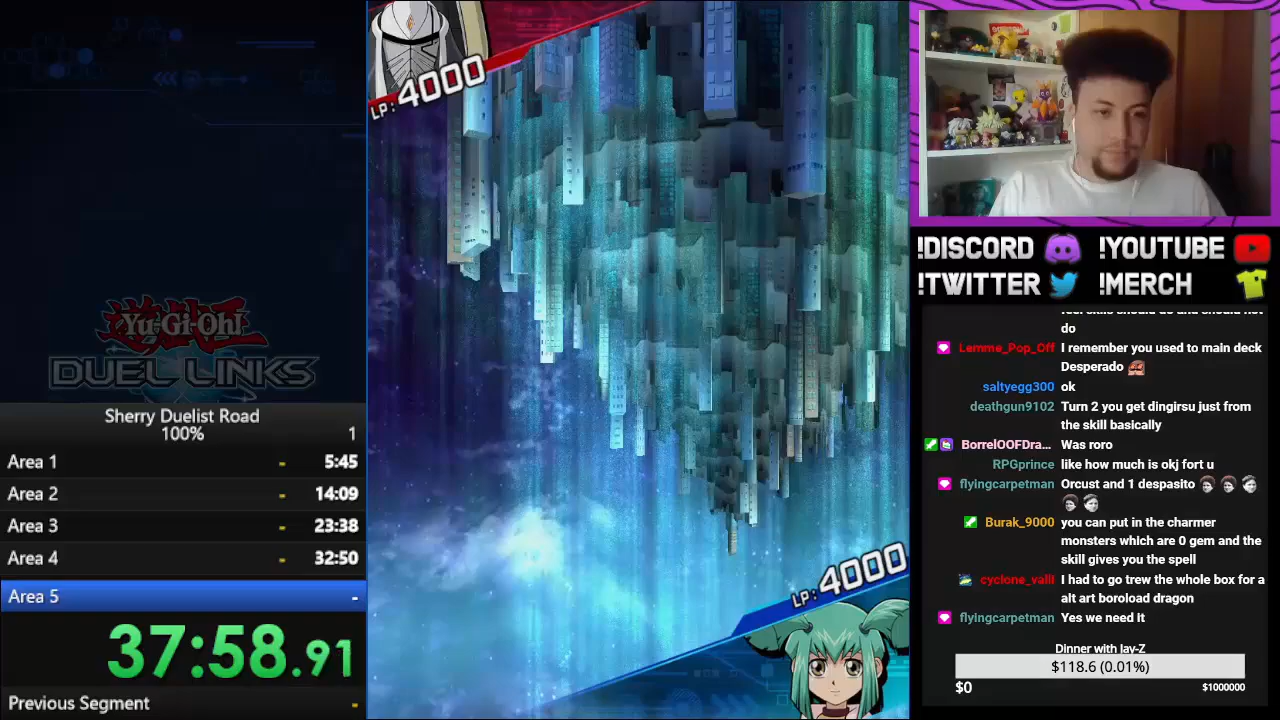 LP: 4000
Yu-Gi-Oh!
DUEL LINKS
Sherry Duelist Road
100% 1
Area 1 - 5:45
Area 2 - 14:09
Area 3 - 23:38
Area 4 - 32:50
Area 5 -
37:58.91
Previous Segment -
LP: 4000
!DISCORD !YOUTUBE
!TWITTER !MERCH
do
Lemme_Pop_Off I remember you used to main deck
Desperado
saltyegg300 ok
deathgun9102 Turn 2 you get dingirsu just from
the skill basically
BorrelOOFDra... Was roro
RPGprince like how much is okj fort u
flyingcarpetman Orcust and 1 despasito
Burak_9000 you can put in the charmer
monsters which are 0 gem and the
skill gives you the spell
cyclone_valli I had to go trew the whole box for a
alt art boroload dragon
flyingcarpetman Yes we need it
Dinner with lay-Z
$118.6 (0.01%)
$0 $1000000